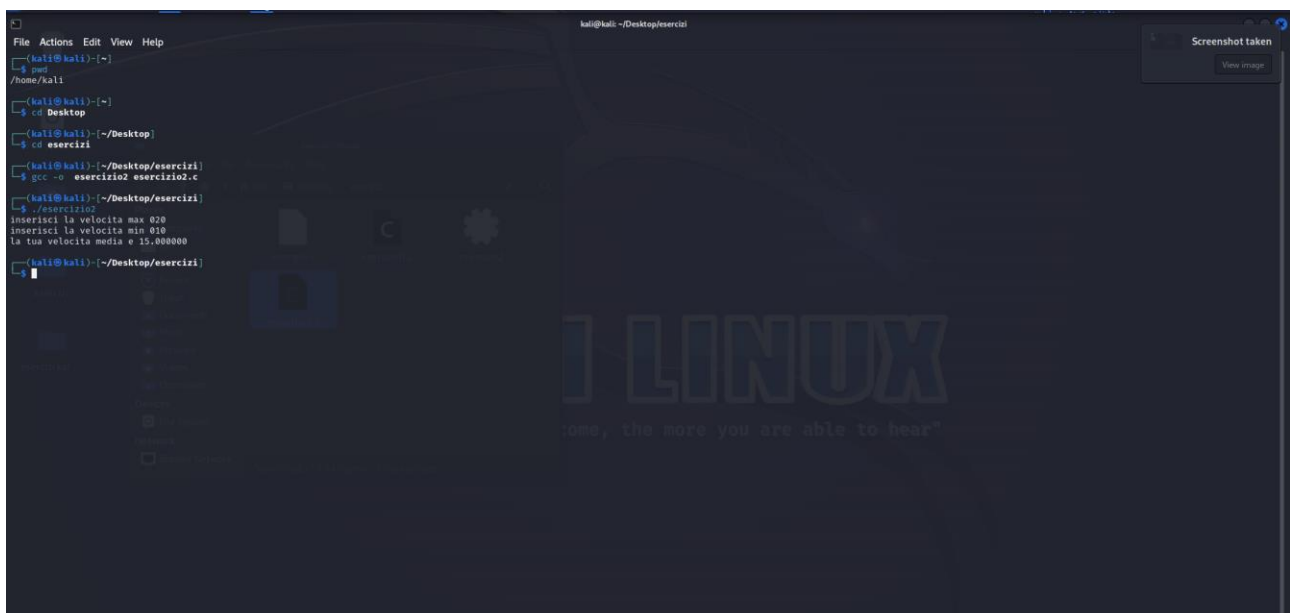 kali@kali: ~/Desktop/esercizi
File Actions Edit View Help
Screenshot taken
View image
┌──(kali㉿kali)-[~]
└─$ pwd
/home/kali
┌──(kali㉿kali)-[~]
└─$ cd Desktop
┌──(kali㉿kali)-[~/Desktop]
└─$ cd esercizi
┌──(kali㉿kali)-[~/Desktop/esercizi]
└─$ gcc -o esercizio2 esercizio2.c
┌──(kali㉿kali)-[~/Desktop/esercizi]
└─$ ./esercizio2
inserisci la velocita max 020
inserisci la velocita min 010
la tua velocita media e 15.000000
┌──(kali㉿kali)-[~/Desktop/esercizi]
└─$
LINUX
the more you are able to hear"